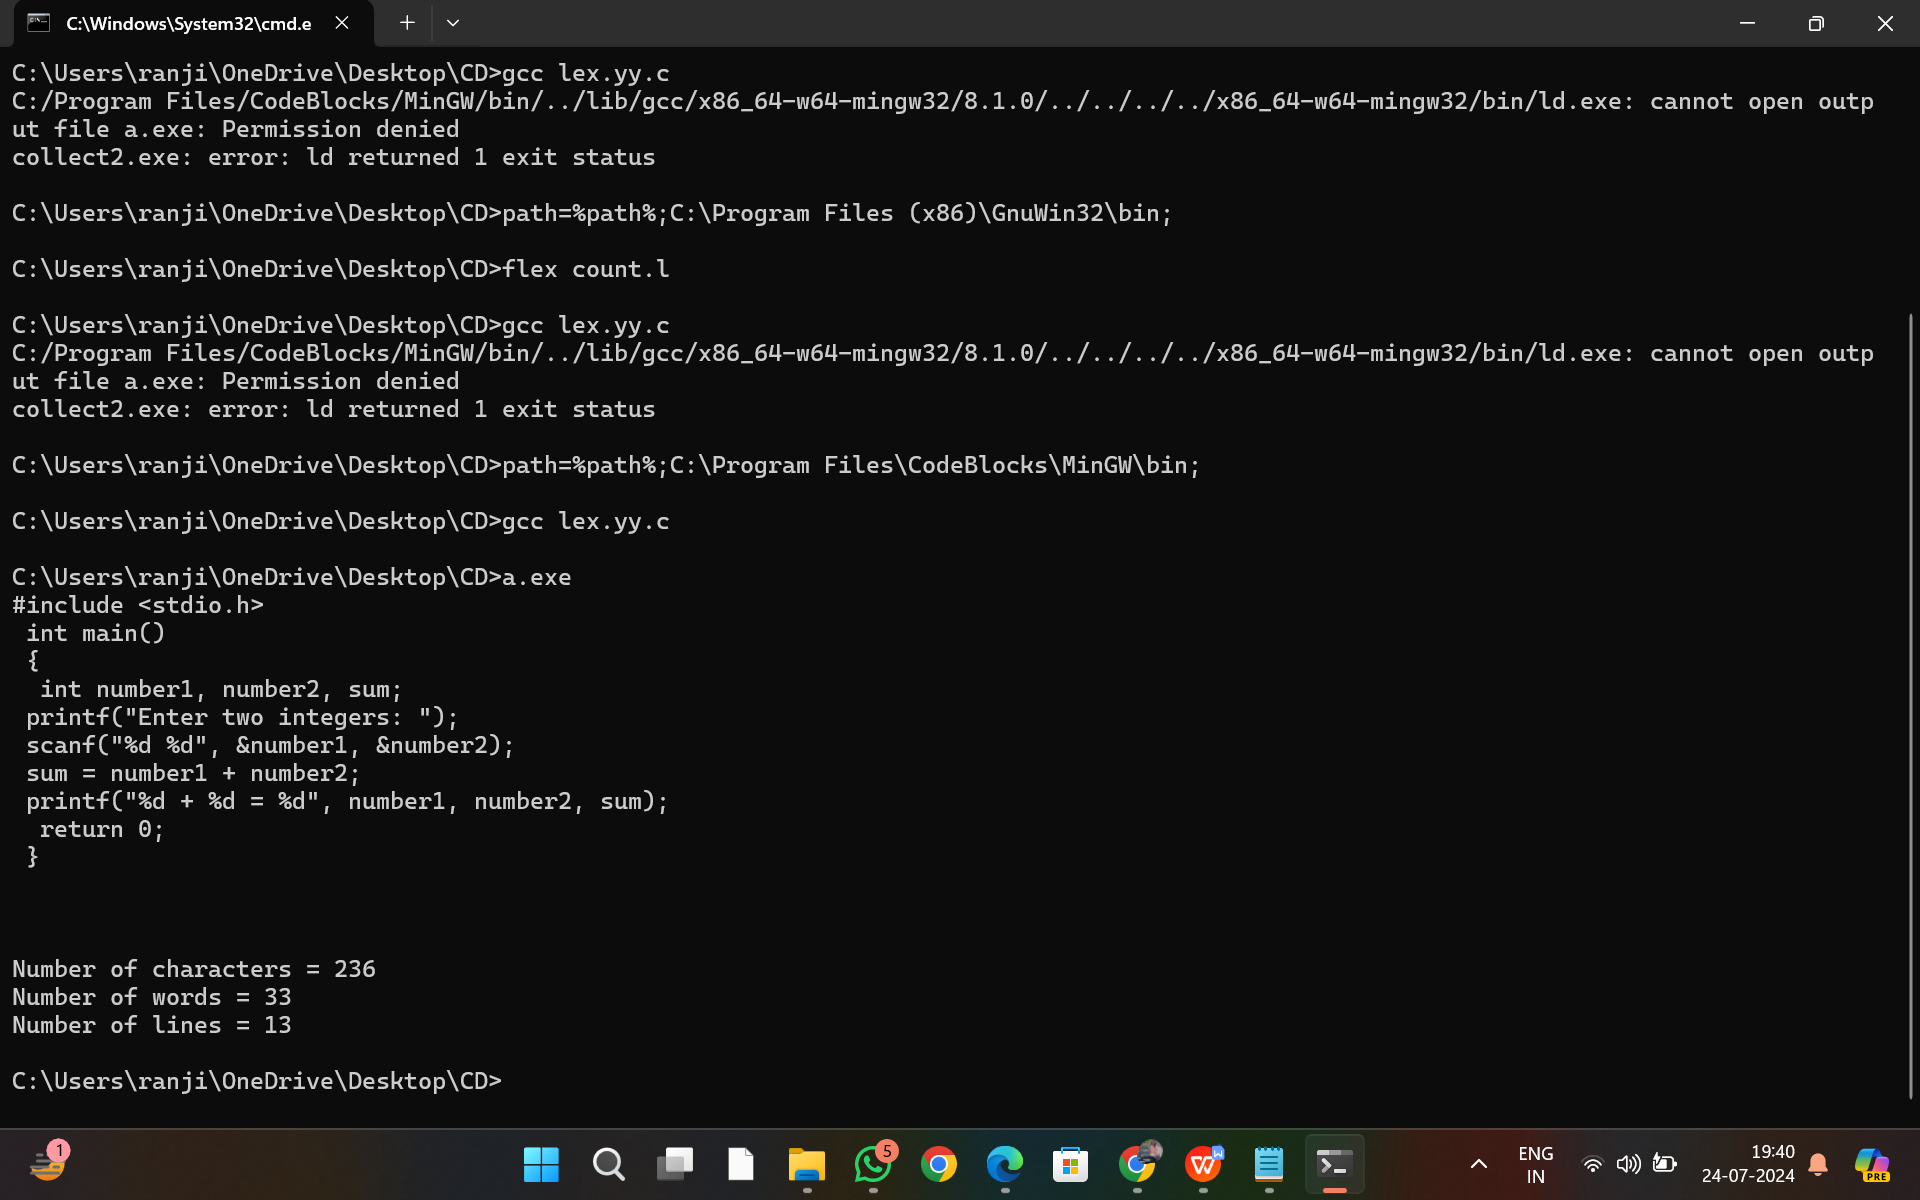 C:\Windows\System32\cmd.e
C:\Users\ranji\OneDrive\Desktop\CD>gcc lex.yy.c
C:/Program Files/CodeBlocks/MinGW/bin/../lib/gcc/x86_64-w64-mingw32/8.1.0/../../../../x86_64-w64-mingw32/bin/ld.exe: cannot open outp
ut file a.exe: Permission denied
collect2.exe: error: ld returned 1 exit status
C:\Users\ranji\OneDrive\Desktop\CD>path=%path%;C:\Program Files (x86)\GnuWin32\bin;
C:\Users\ranji\OneDrive\Desktop\CD>flex count.l
C:\Users\ranji\OneDrive\Desktop\CD>gcc lex.yy.c
C:/Program Files/CodeBlocks/MinGW/bin/../lib/gcc/x86_64-w64-mingw32/8.1.0/../../../../x86_64-w64-mingw32/bin/ld.exe: cannot open outp
ut file a.exe: Permission denied
collect2.exe: error: ld returned 1 exit status
C:\Users\ranji\OneDrive\Desktop\CD>path=%path%;C:\Program Files\CodeBlocks\MinGW\bin;
C:\Users\ranji\OneDrive\Desktop\CD>gcc lex.yy.c
C:\Users\ranji\OneDrive\Desktop\CD>a.exe
#include <stdio.h>
 int main()
 {
  int number1, number2, sum;
 printf("Enter two integers: ");
 scanf("%d %d", &number1, &number2);
 sum = number1 + number2;
 printf("%d + %d = %d", number1, number2, sum);
  return 0;
 }
Number of characters = 236
Number of words = 33
Number of lines = 13
C:\Users\ranji\OneDrive\Desktop\CD>
1
5
W
W
ENG
IN
19:40
24-07-2024
PRE